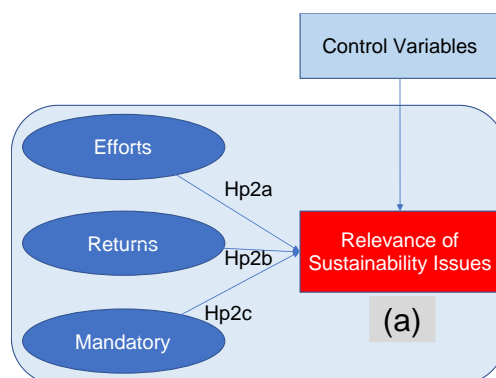 Control Variables
Efforts
Hp2a
Returns
Hp2b
Relevance of
Sustainability Issues
Hp2c
Mandatory
(a)